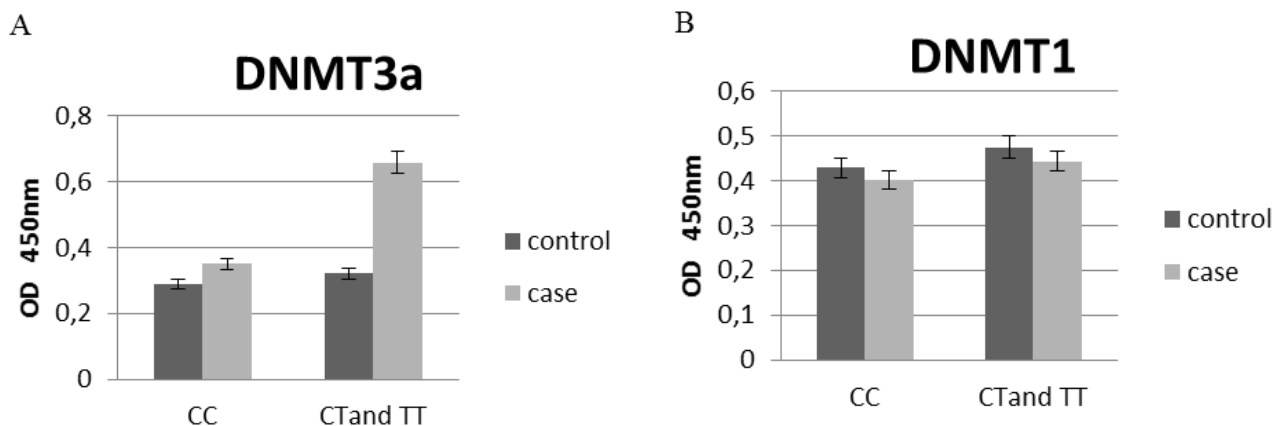 A
DNMT3a
0,8
0,6
0,4
0,2
0
OD 450nm
CC
CTand TT
control
case
B
DNMT1
0,6
0,5
0,4
0,3
0,2
0,1
0
OD 450nm
CC
CTand TT
control
case